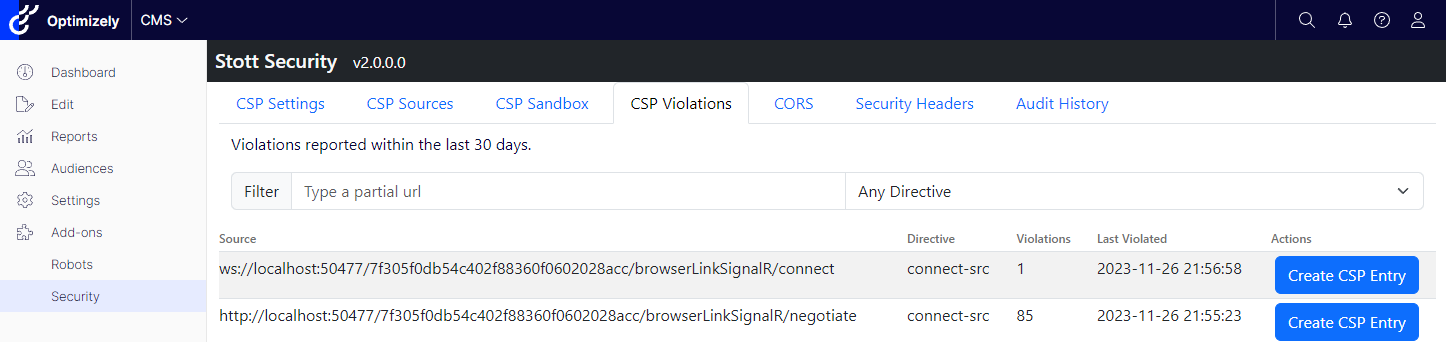 Optimizely CMS
Dashboard
Edit
Reports
Audiences
Settings
Add-ons
Robots
Security
Stott Security v2.0.0.0
CSP Settings CSP Sources CSP Sandbox CSP Violations CORS Security Headers Audit History
Violations reported within the last 30 days.
Filter Type a partial url Any Directive
Source Directive Violations Last Violated Actions
ws://localhost:50477/7f305f0db54c402f88360f0602028acc/browserLinkSignalR/connect connect-src 1 2023-11-26 21:56:58 Create CSP Entry
http://localhost:50477/7f305f0db54c402f88360f0602028acc/browserLinkSignalR/negotiate connect-src 85 2023-11-26 21:55:23 Create CSP Entry